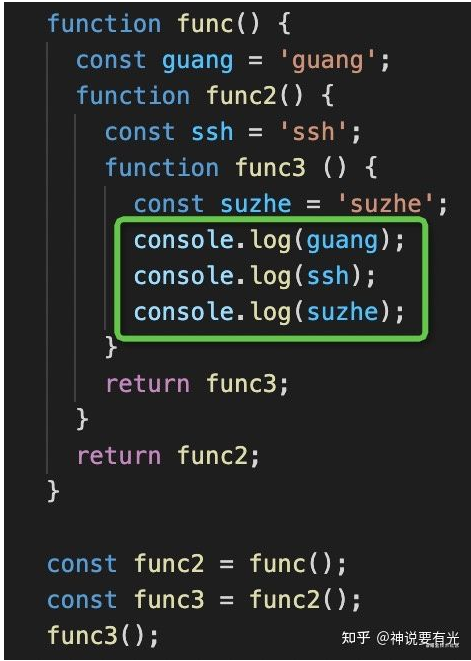 function func() {
  const guang = 'guang';
  function func2() {
    const ssh = 'ssh';
    function func3 () {
      const suzhe = 'suzhe';
      console.log(guang);
      console.log(ssh);
      console.log(suzhe);
    }
    return func3;
  }
  return func2;
}

const func2 = func();
const func3 = func2();
func3();
知乎 @神说要有光